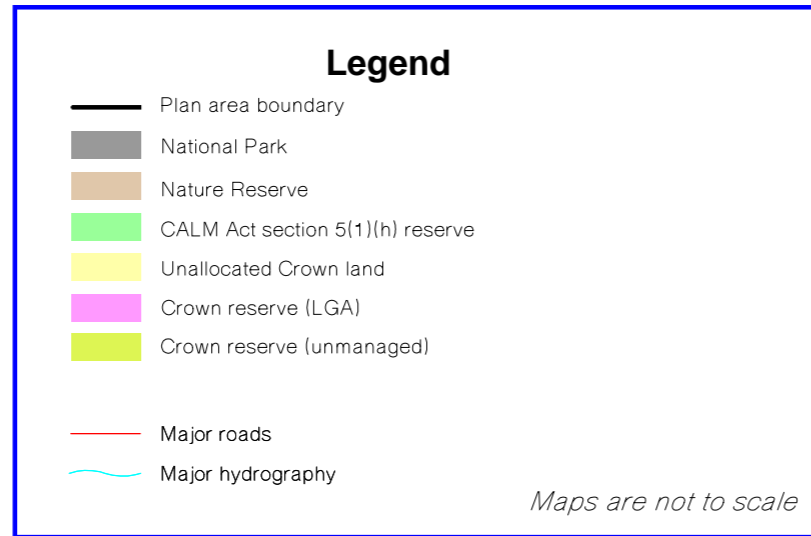 Legend
Plan area boundary
National Park
Nature Reserve
CALM Act section 5(1)(h) reserve
Unallocated Crown land
Crown reserve (LGA)
Crown reserve (unmanaged)
Major roads
Major hydrography
Maps are not to scale